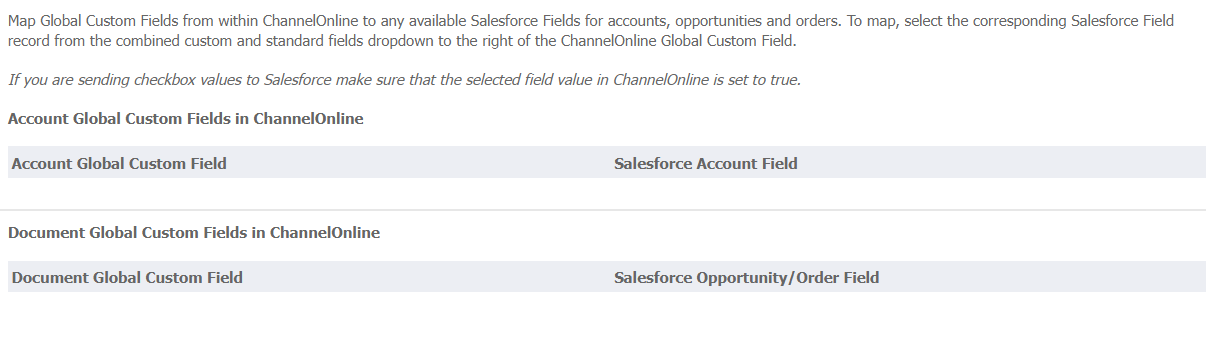 Map Global Custom Fields from within ChannelOnline to any available Salesforce Fields for accounts, opportunities and orders. To map, select the corresponding Salesforce Field
record from the combined custom and standard fields dropdown to the right of the ChannelOnline Global Custom Field.
If you are sending checkbox values to Salesforce make sure that the selected field value in ChannelOnline is set to true.
Account Global Custom Fields in ChannelOnline
Account Global Custom Field Salesforce Account Field
Document Global Custom Fields in ChannelOnline
Document Global Custom Field Salesforce Opportunity/Order Field